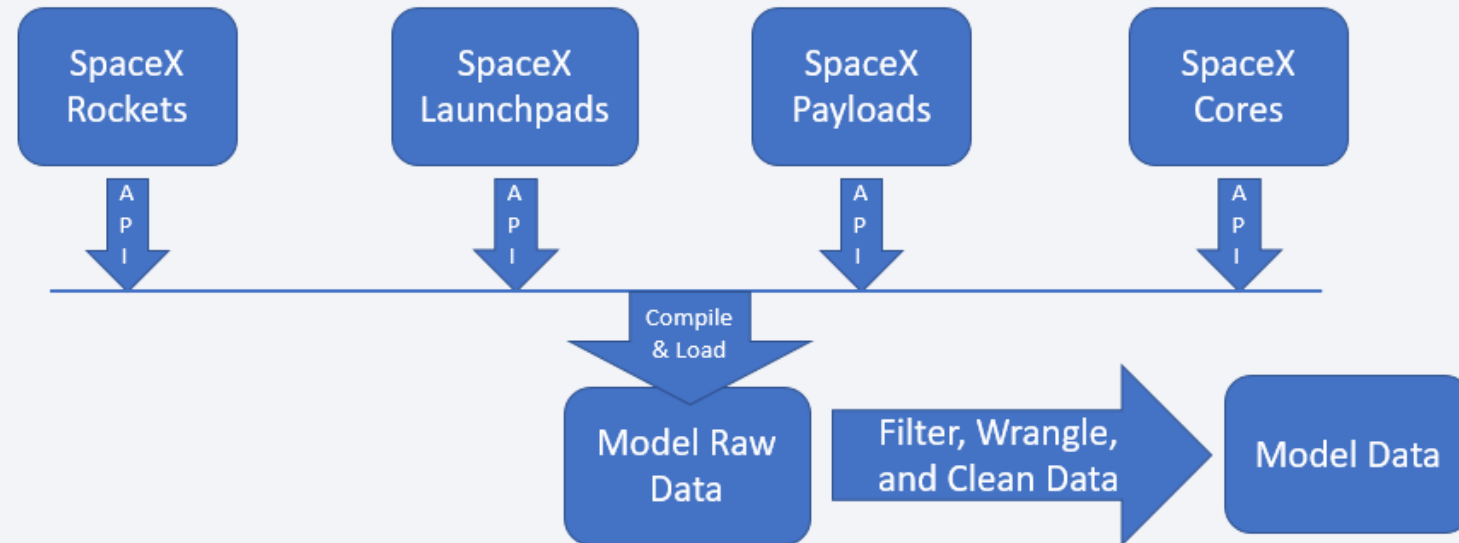 SpaceX
Rockets
SpaceX
Launchpads
SpaceX
Payloads
SpaceX
Cores
A
P
I
A
P
I
A
P
I
A
P
I
Compile
& Load
Model Raw
Data
Filter, Wrangle,
and Clean Data
Model Data